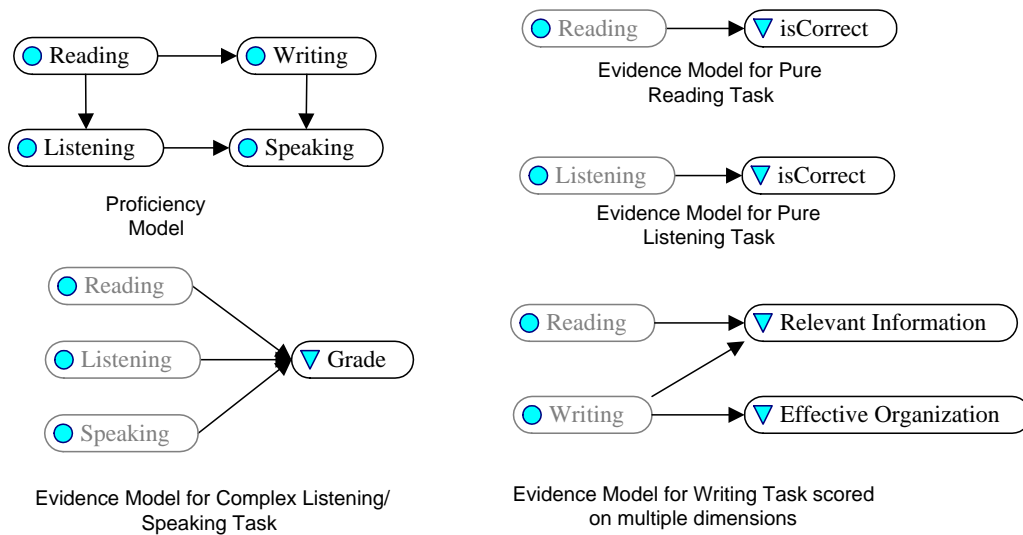 Reading
Writing
Listening
Speaking
Proficiency
Model
Reading
isCorrect
Evidence Model for Pure
Reading Task
Listening
isCorrect
Evidence Model for Pure
Listening Task
Reading
Listening
Speaking
Grade
Evidence Model for Complex Listening/
Speaking Task
Reading
Relevant Information
Writing
Effective Organization
Evidence Model for Writing Task scored
on multiple dimensions